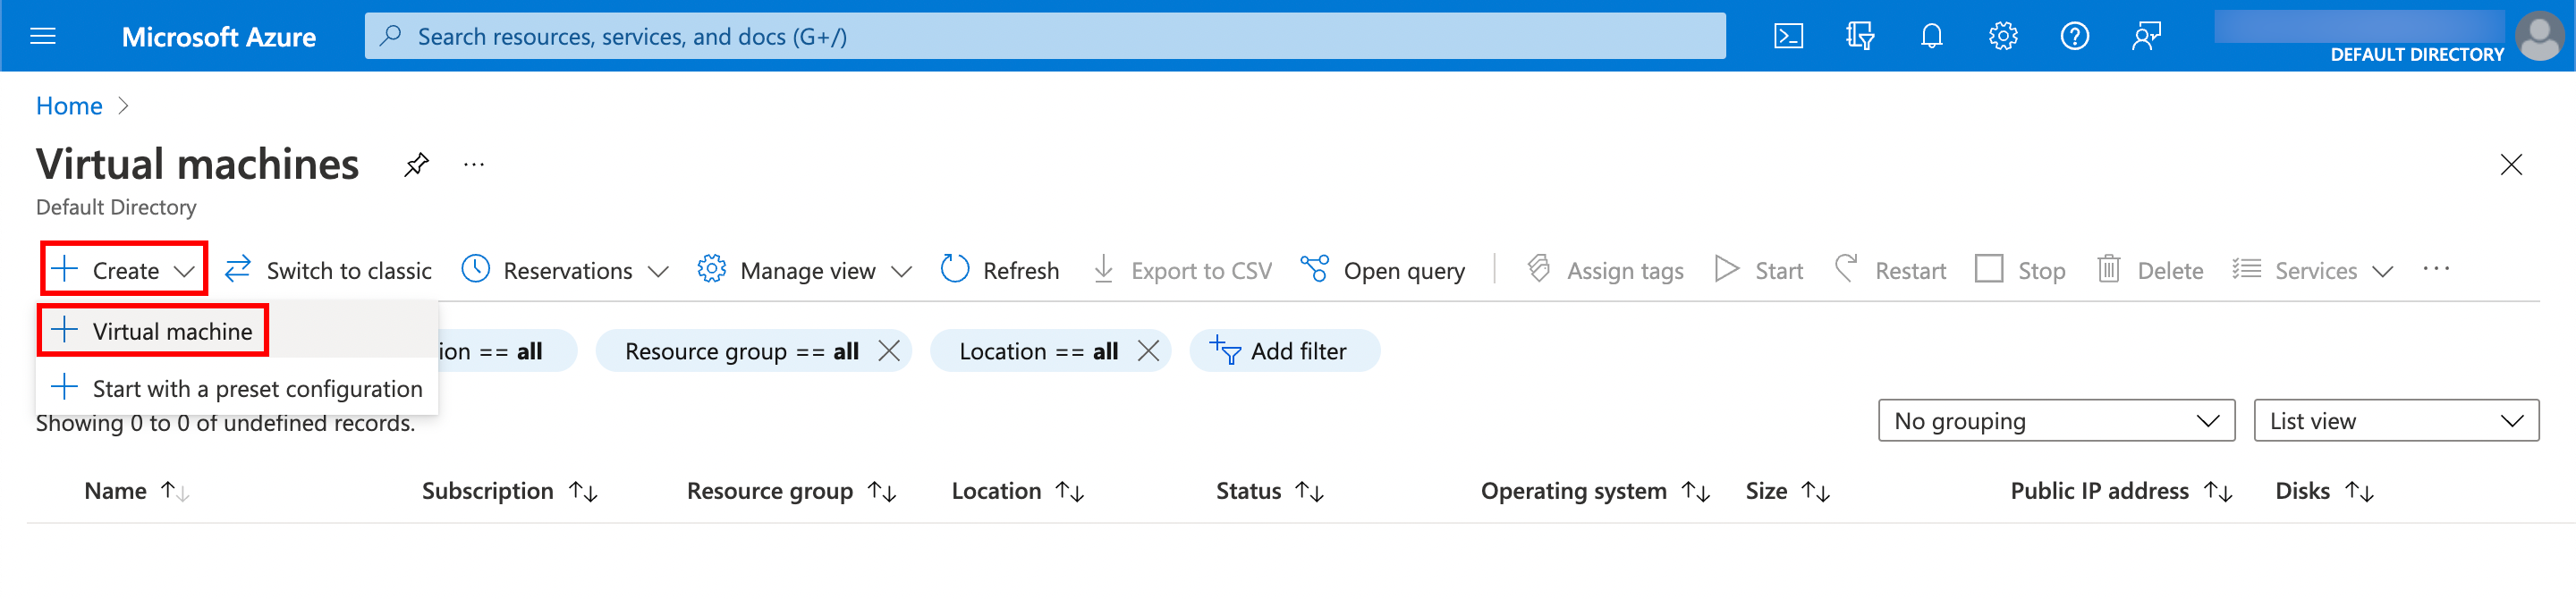 Microsoft Azure
Search resources, services, and docs (G+/)
DEFAULT DIRECTORY
Home
Virtual machines
...
Default Directory
Create
Switch to classic
Reservations
Manage view
Refresh
Export to CSV
Open query
Assign tags
Start
Restart
Stop
Delete
Services
...
Virtual machine
Start with a preset configuration
ion == all
Resource group == all
Location == all
Add filter
Showing 0 to 0 of undefined records.
No grouping
List view
Name
Subscription
Resource group
Location
Status
Operating system
Size
Public IP address
Disks